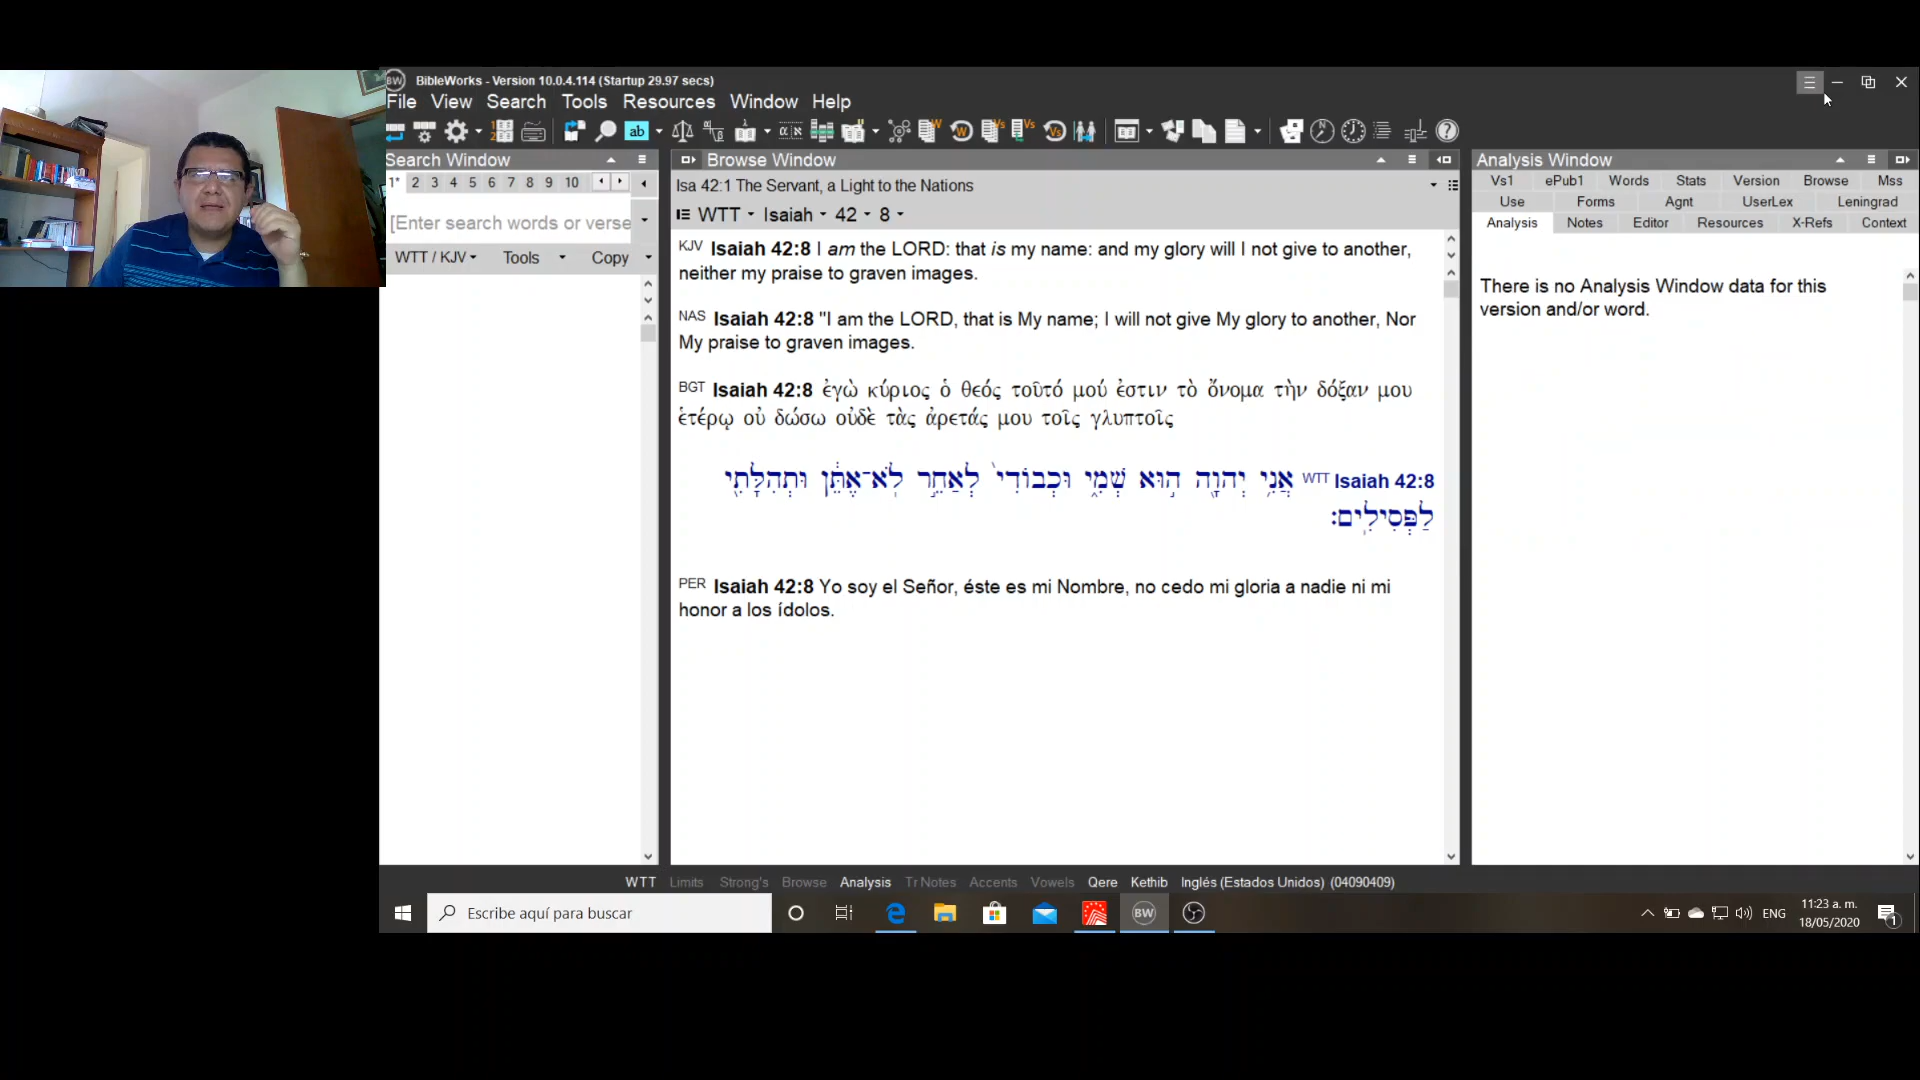 BW BibleWorks - Version 10.0.4.114 (Startup 29.97 secs)
File View Search Tools Resources Window Help
Search Window
1* 2 3 4 5 6 7 8 9 10
[Enter search words or verse
WTT / KJV Tools Copy
Browse Window
Isa 42:1 The Servant, a Light to the Nations
WTT Isaiah 42 8
KJV Isaiah 42:8 I am the LORD: that is my name: and my glory will I not give to another,
neither my praise to graven images.
NAS Isaiah 42:8 "I am the LORD, that is My name; I will not give My glory to another, Nor
My praise to graven images.
BGT Isaiah 42:8 ἐγὼ κύριος ὁ θεός τοῦτό μού ἐστιν τὸ ὄνομα τὴν δόξαν μου
ἑτέρῳ οὐ δώσω οὐδὲ τὰς ἀρετάς μου τοῖς γλυπτοῖς
WTT Isaiah 42:8 אֲנִ֥י יְהוָ֖ה ה֣וּא שְׁמִ֑י וּכְבוֹדִי֙ לְאַחֵ֣ר לֹֽא־אֶתֵּ֔ן וּתְהִלָּתִ֖י
לַפְּסִילִֽים׃
PER Isaiah 42:8 Yo soy el Señor, éste es mi Nombre, no cedo mi gloria a nadie ni mi
honor a los ídolos.
Analysis Window
Vs1 ePub1 Words Stats Version Browse Mss
Use Forms Agnt UserLex Leningrad
Analysis Notes Editor Resources X-Refs Context
There is no Analysis Window data for this
version and/or word.
WTT Limits Strong's Browse Analysis Tr Notes Accents Vowels Qere Kethib Inglés (Estados Unidos) (04090409)
Escribe aquí para buscar
BW
ENG
11:23 a. m.
18/05/2020
1